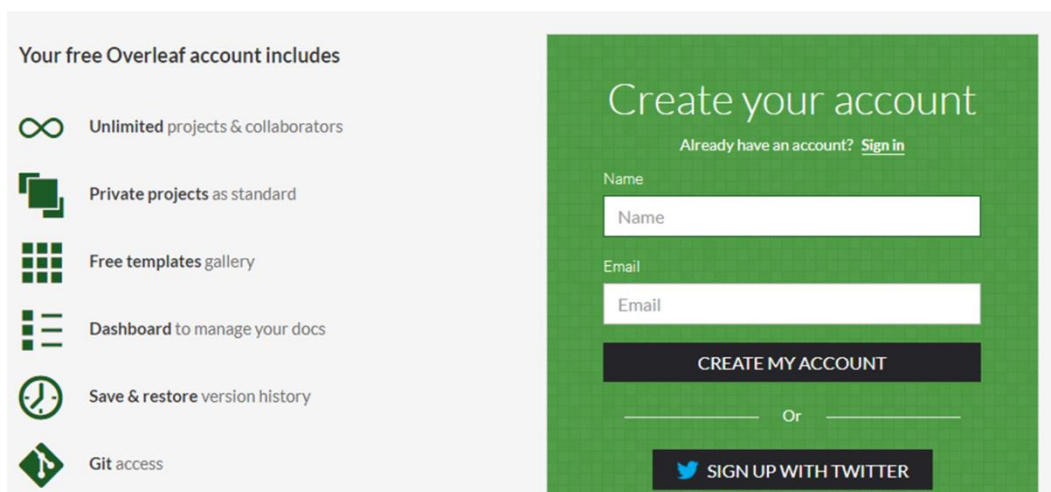 Your free Overleaf account includes
Unlimited projects & collaborators
Private projects as standard
Free templates gallery
Dashboard to manage your docs
Save & restore version history
Git access
Create your account
Already have an account? Sign in
Name
Name
Email
Email
CREATE MY ACCOUNT
Or
SIGN UP WITH TWITTER